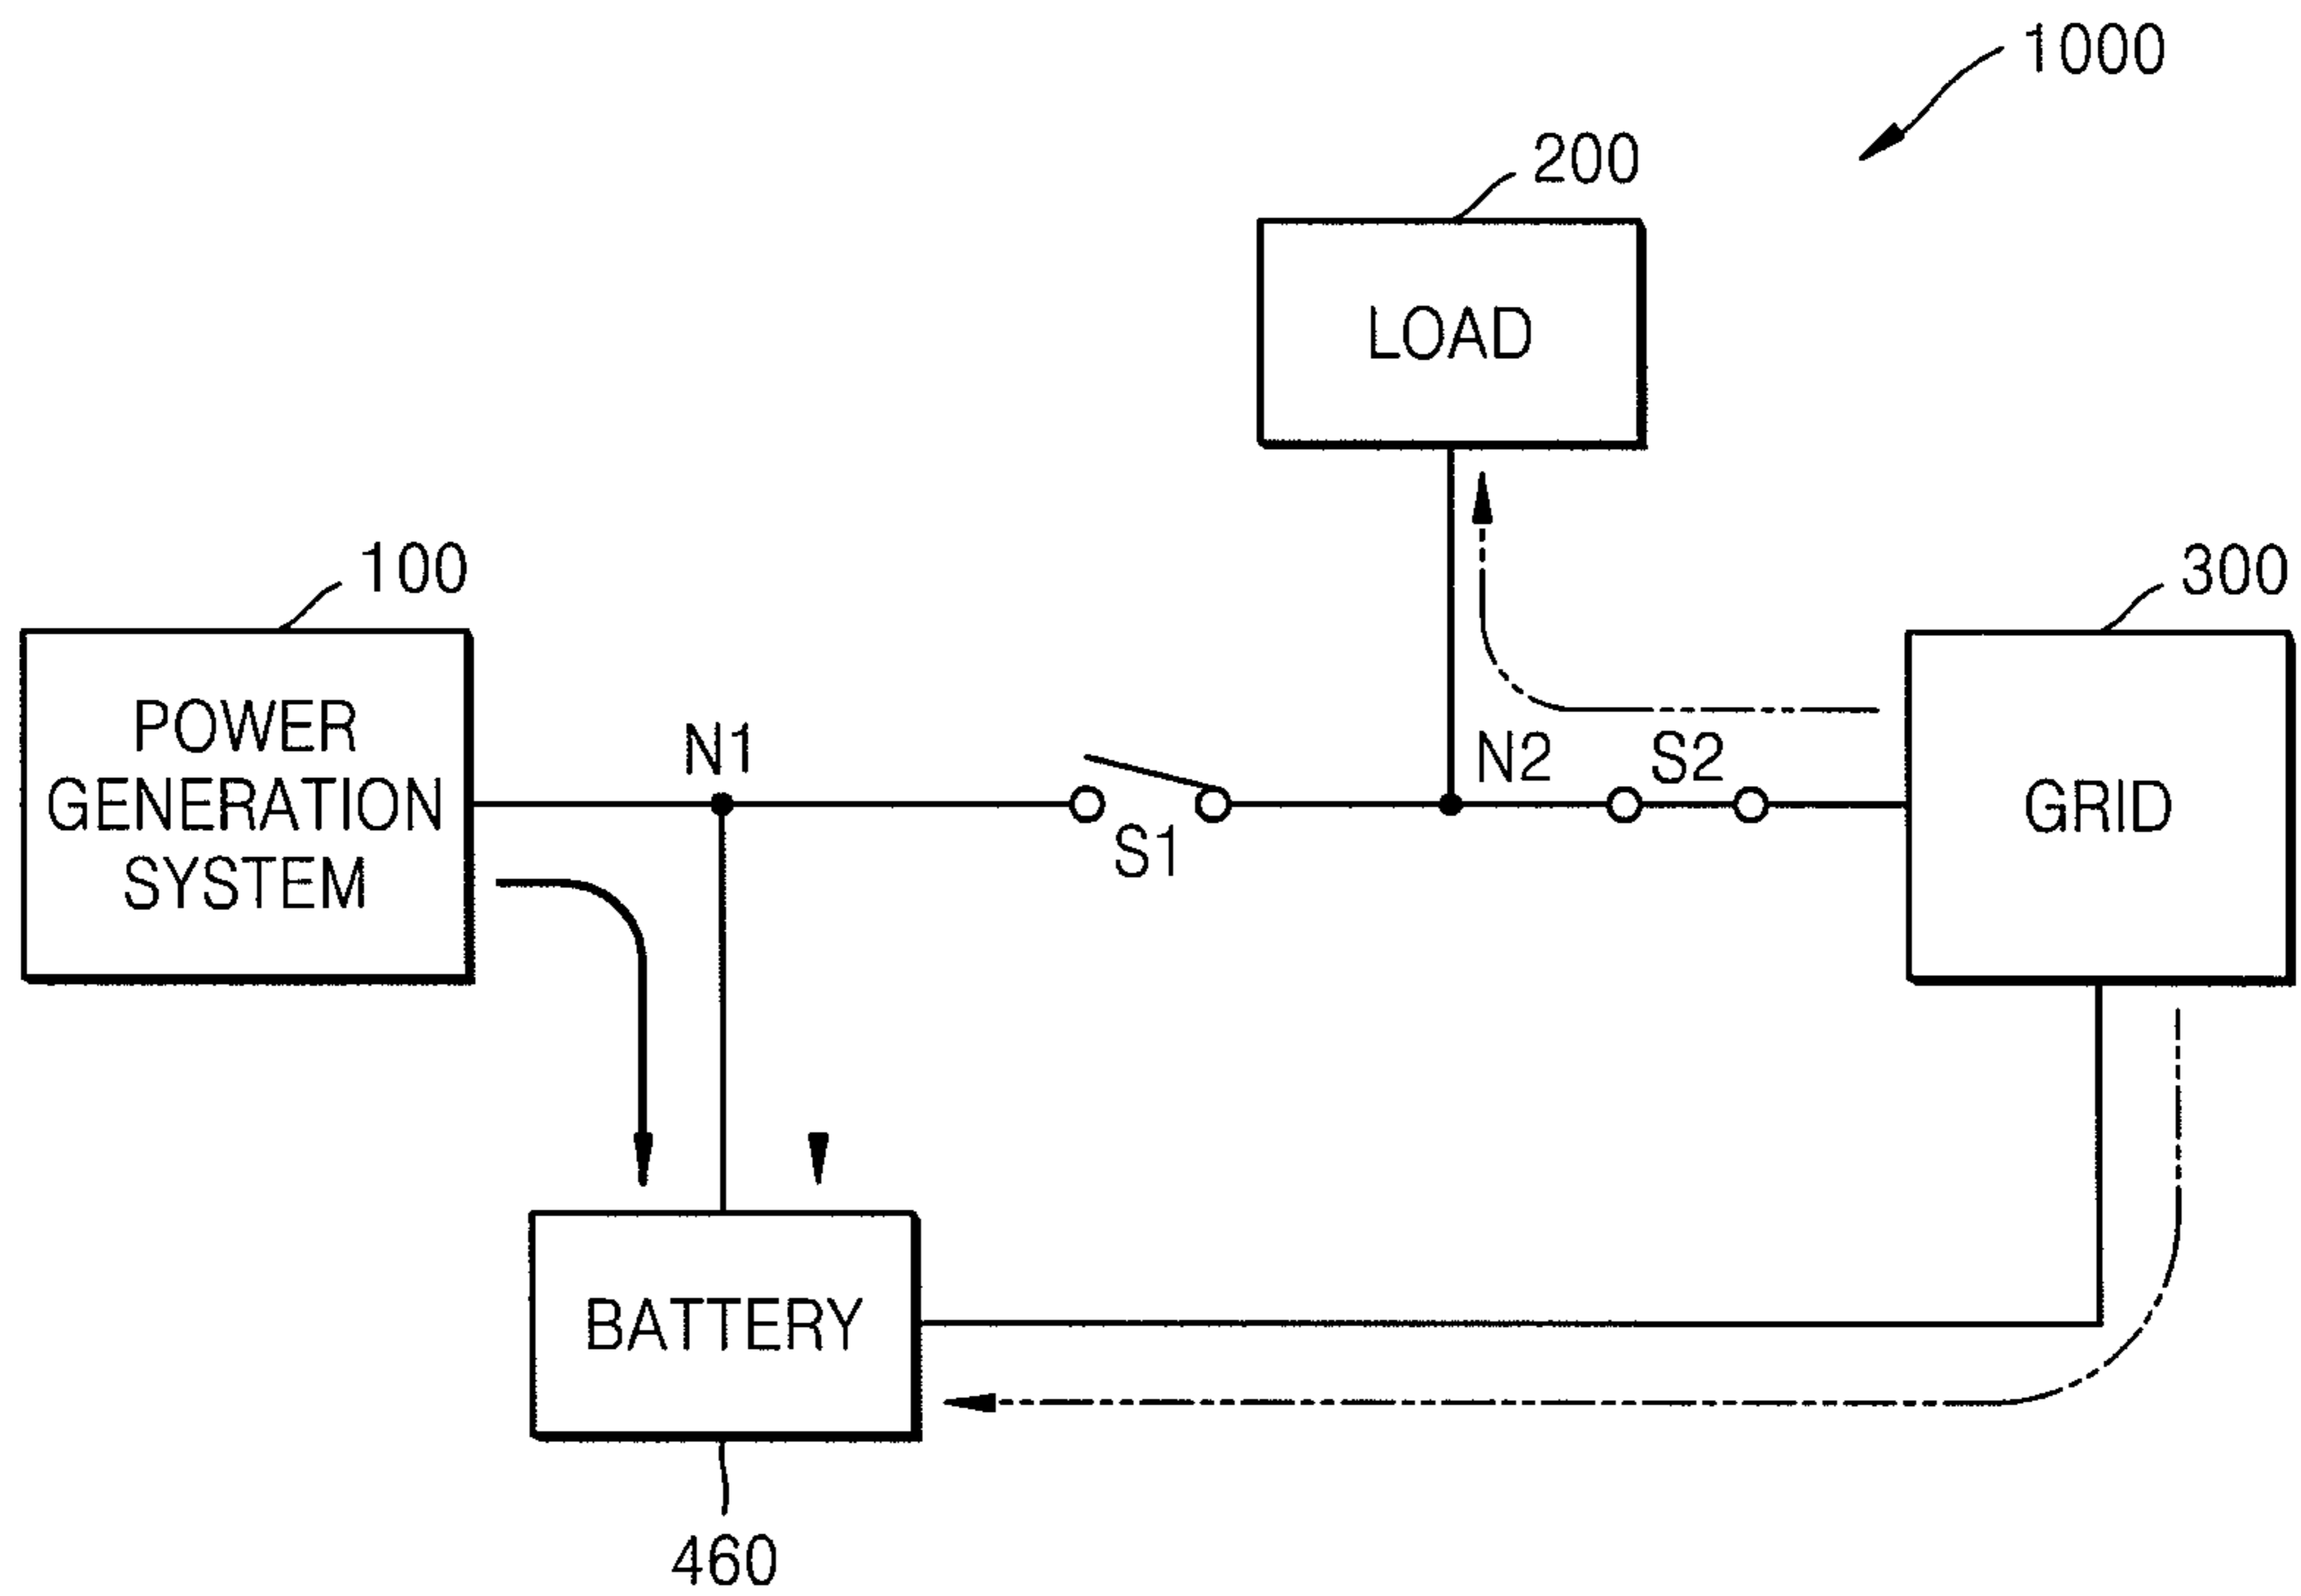 1000
200
LOAD
100
300
POWER
GENERATION
SYSTEM
N1
S1
N2
S2
GRID
BATTERY
460